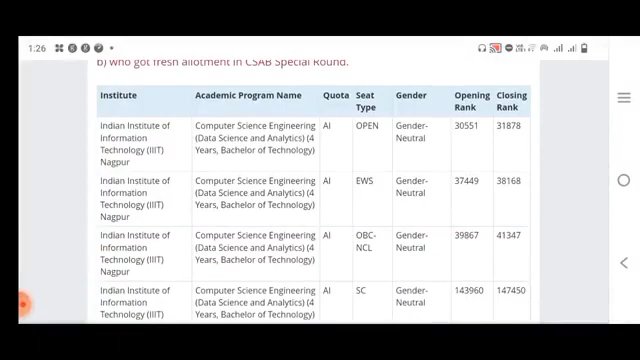 1:26
b) who got fresh allotment in CSAB Special Round.
Institute Academic Program Name Quota Seat Type Gender Opening Rank Closing Rank
Indian Institute of Information Technology (IIIT) Nagpur Computer Science Engineering (Data Science and Analytics) (4 Years, Bachelor of Technology) AI OPEN Gender-Neutral 30551 31878
Indian Institute of Information Technology (IIIT) Nagpur Computer Science Engineering (Data Science and Analytics) (4 Years, Bachelor of Technology) AI EWS Gender-Neutral 37449 38168
Indian Institute of Information Technology (IIIT) Nagpur Computer Science Engineering (Data Science and Analytics) (4 Years, Bachelor of Technology) AI OBC-NCL Gender-Neutral 39867 41347
Indian Institute of Information Technology (IIIT) Computer Science Engineering (Data Science and Analytics) (4 Years, Bachelor of Technology) AI SC Gender-Neutral 143960 147450